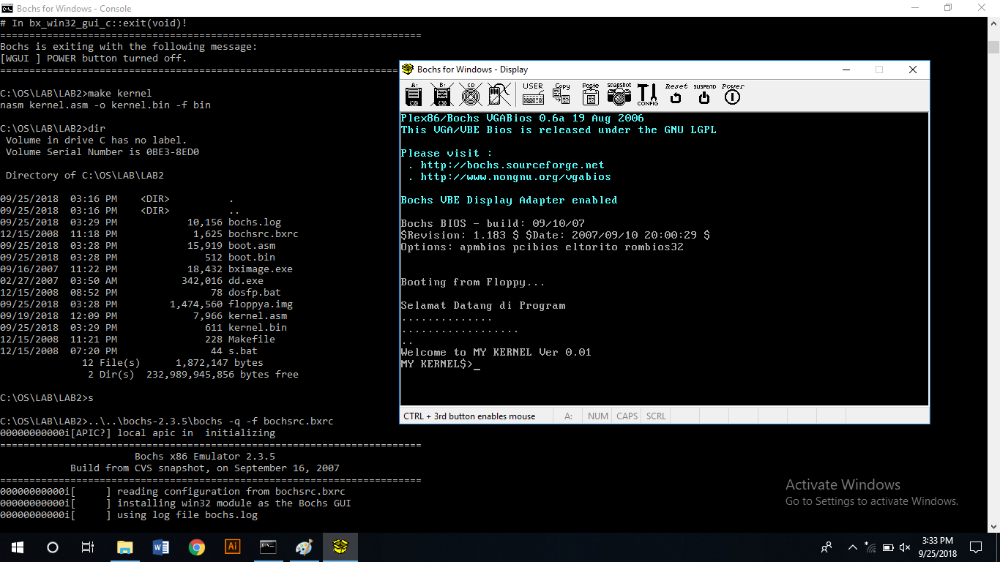 Bochs for Windows - Console
# In bx_win32_gui_c::exit(void)!
========================================================================
Bochs is exiting with the following message:
[WGUI ] POWER button turned off.
========================================================================
C:\OS\LAB\LAB2>make kernel
nasm kernel.asm -o kernel.bin -f bin
C:\OS\LAB\LAB2>dir
 Volume in drive C has no label.
 Volume Serial Number is 0BE3-8ED0
 Directory of C:\OS\LAB\LAB2
09/25/2018  03:16 PM    <DIR>          .
09/25/2018  03:16 PM    <DIR>          ..
09/25/2018  03:29 PM            10,156 bochs.log
12/15/2008  11:18 PM             1,625 bochsrc.bxrc
09/25/2018  03:28 PM            15,919 boot.asm
09/25/2018  03:28 PM               512 boot.bin
09/16/2007  11:22 PM            18,432 bximage.exe
02/27/2007  03:50 AM           342,016 dd.exe
12/15/2008  08:52 PM                78 dosfp.bat
09/25/2018  03:28 PM         1,474,560 floppya.img
09/19/2018  12:09 PM             7,966 kernel.asm
09/25/2018  03:29 PM               611 kernel.bin
12/15/2008  11:21 PM               228 Makefile
12/15/2008  07:20 PM                44 s.bat
              12 File(s)      1,872,147 bytes
               2 Dir(s)  232,989,945,856 bytes free
C:\OS\LAB\LAB2>s
C:\OS\LAB\LAB2>..\..\bochs-2.3.5\bochs -q -f bochsrc.bxrc
00000000000i[APIC?] local apic in  initializing
========================================================================
                       Bochs x86 Emulator 2.3.5
            Build from CVS snapshot, on September 16, 2007
========================================================================
00000000000i[     ] reading configuration from bochsrc.bxrc
00000000000i[     ] installing win32 module as the Bochs GUI
00000000000i[     ] using log file bochs.log
Bochs for Windows - Display
A: B: CD USER Copy Paste snapshot CONFIG Reset SUSPEND Power
Plex86/Bochs VGABios 0.6a 19 Aug 2006
This VGA/VBE Bios is released under the GNU LGPL
Please visit :
 . http://bochs.sourceforge.net
 . http://www.nongnu.org/vgabios
Bochs VBE Display Adapter enabled
Bochs BIOS - build: 09/10/07
$Revision: 1.183 $ $Date: 2007/09/10 20:00:29 $
Options: apmbios pcibios eltorito rombios32
Booting from Floppy...
Selamat Datang di Program
..............
..................
..
Welcome to MY KERNEL Ver 0.01
MY KERNEL$>_
CTRL + 3rd button enables mouse A: NUM CAPS SCRL
Activate Windows
Go to Settings to activate Windows.
W Ai
3:33 PM
9/25/2018